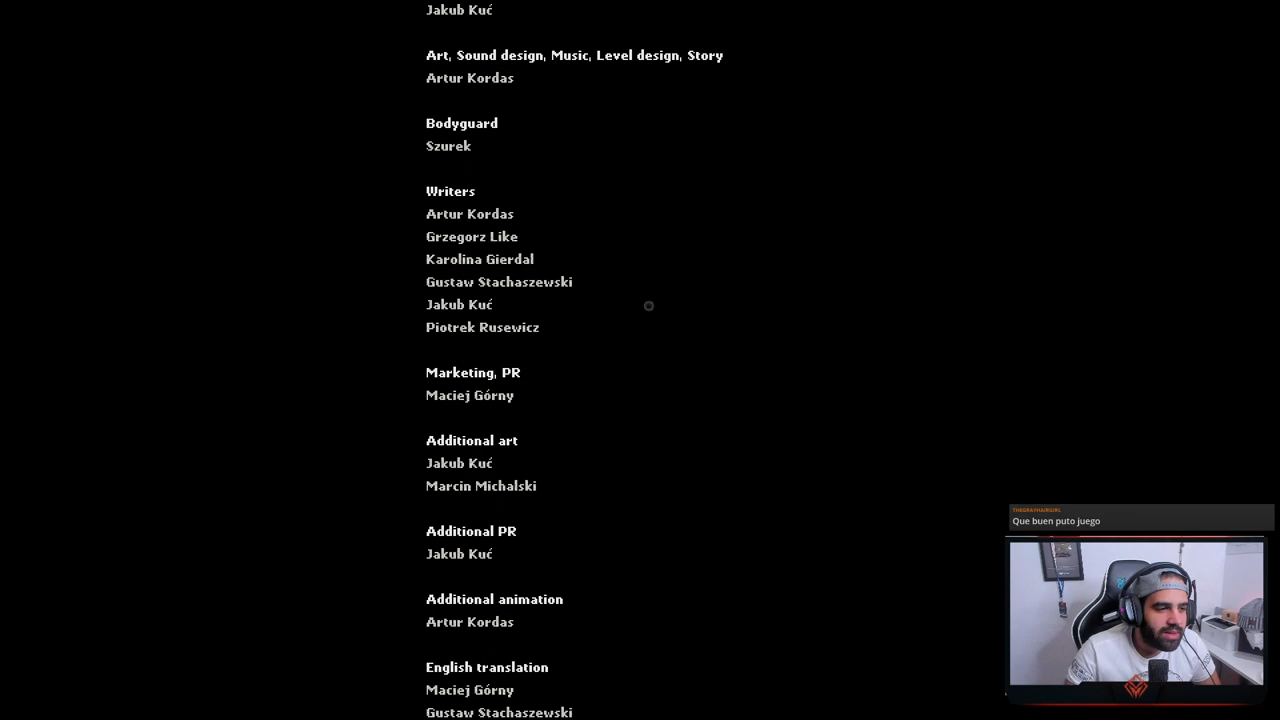 Jakub Kuć
Art, Sound design, Music, Level design, Story
Artur Kordas
Bodyguard
Szurek
Writers
Artur Kordas
Grzegorz Like
Karolina Gierdal
Gustaw Stachaszewski
Jakub Kuć
Piotrek Rusewicz
Marketing, PR
Maciej Górny
Additional art
Jakub Kuć
Marcin Michalski
Additional PR
Jakub Kuć
Additional animation
Artur Kordas
English translation
Maciej Górny
Gustaw Stachaszewski
THEGRAYHAIRGIRL
Que buen puto juego